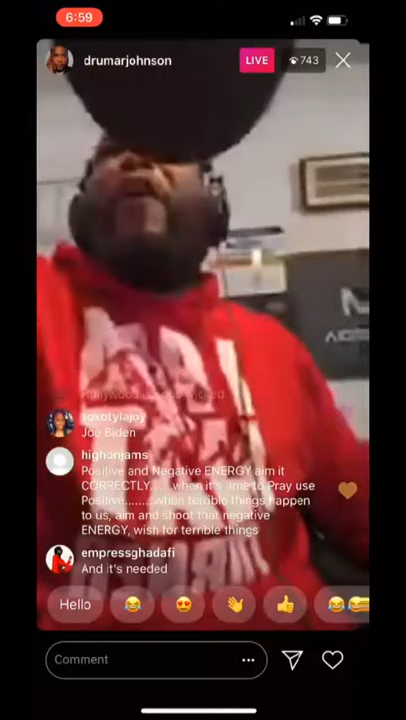 6:59
drumarjohnson
LIVE
743
Joe Biden
highonjams
Positive and Negative ENERGY aim it
CORRECTLY......when it's time to Pray use
Positive........when terrible things happen
to us, aim and shoot that negative
ENERGY, wish for terrible things
empressghadafi
And it's needed
Hello
Comment